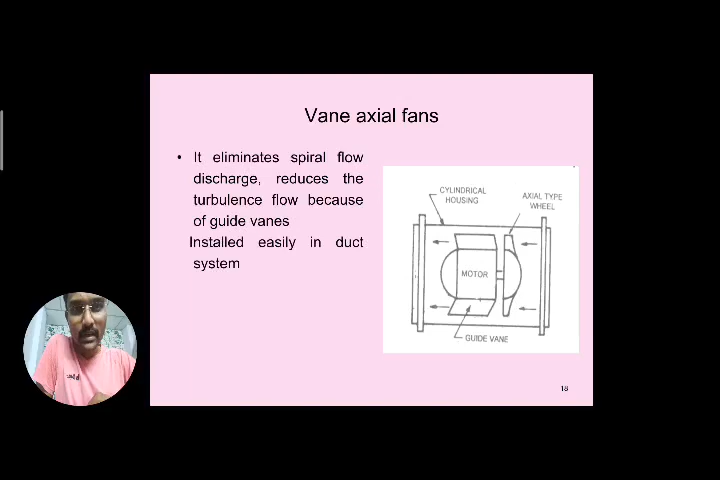 Vane axial fans
• It eliminates spiral flow
discharge, reduces the
turbulence flow because
of guide vanes
Installed easily in duct
system
CYLINDRICAL
HOUSING
AXIAL TYPE
WHEEL
MOTOR
GUIDE VANE
18